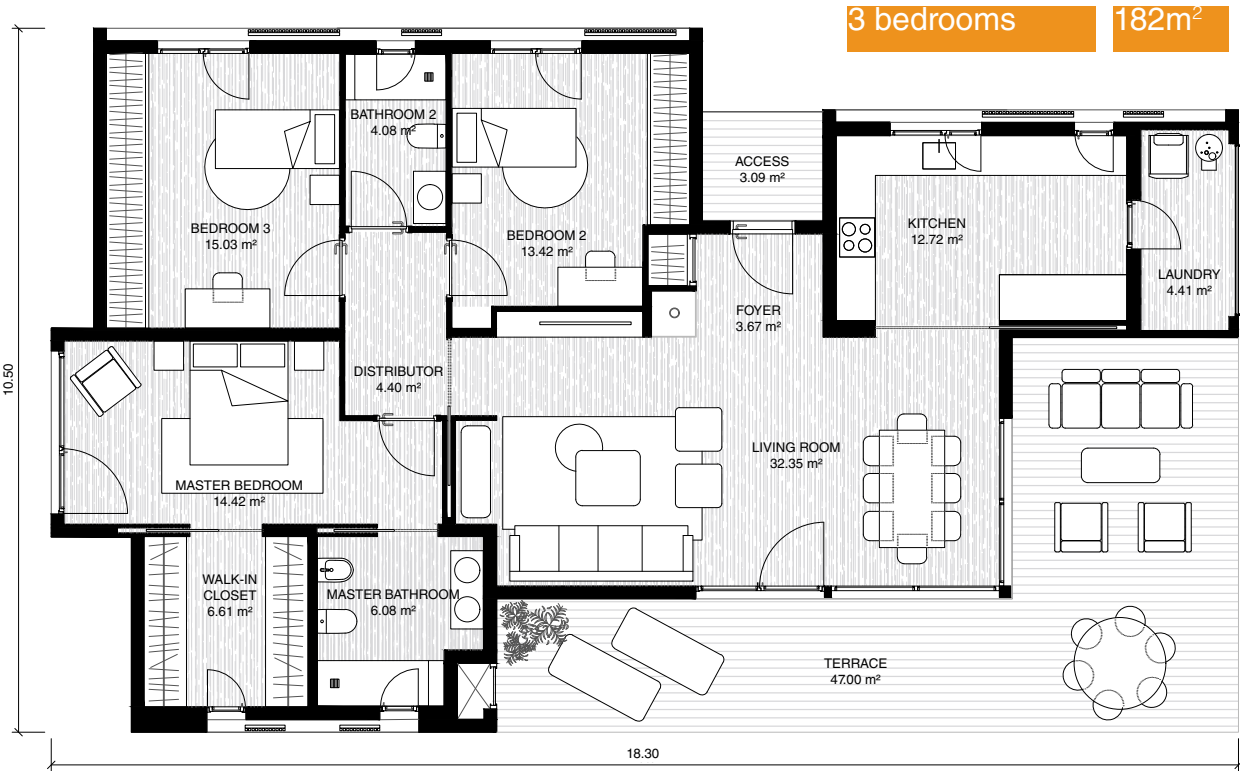 3 bedrooms
182m²
BATHROOM 2
4.08 m²
ACCESS
3.09 m²
BEDROOM 3
15.03 m²
BEDROOM 2
13.42 m²
KITCHEN
12.72 m²
LAUNDRY
4.41 m²
FOYER
3.67 m²
DISTRIBUTOR
4.40 m²
10.50
LIVING ROOM
32.35 m²
MASTER BEDROOM
14.42 m²
WALK-IN
CLOSET
6.61 m²
MASTER BATHROOM
6.08 m²
TERRACE
47.00 m²
18.30